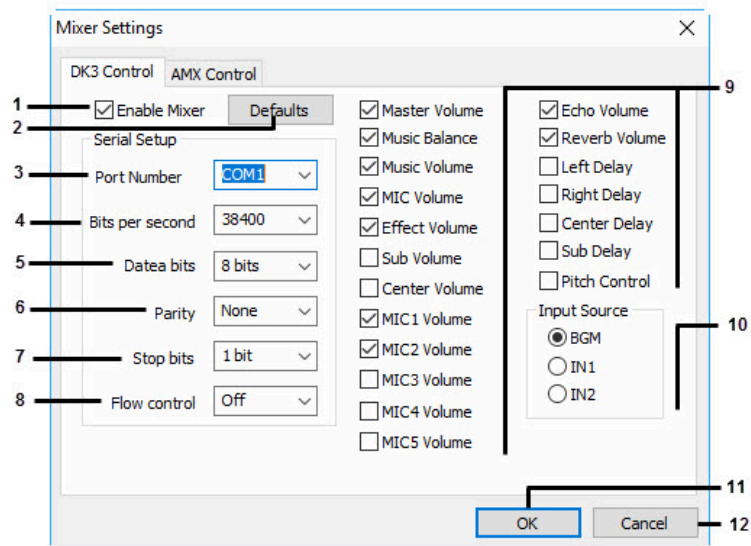 Mixer Settings
DK3 Control
AMX Control
1
Enable Mixer
2
Defaults
Serial Setup
3
Port Number
COM1
4
Bits per second
38400
5
Datea bits
8 bits
6
Parity
None
7
Stop bits
1 bit
8
Flow control
Off
Master Volume
Music Balance
Music Volume
MIC Volume
Effect Volume
Sub Volume
Center Volume
MIC1 Volume
MIC2 Volume
MIC3 Volume
MIC4 Volume
MIC5 Volume
9
Echo Volume
Reverb Volume
Left Delay
Right Delay
Center Delay
Sub Delay
Pitch Control
Input Source
10
BGM
IN1
IN2
11
OK
Cancel
12